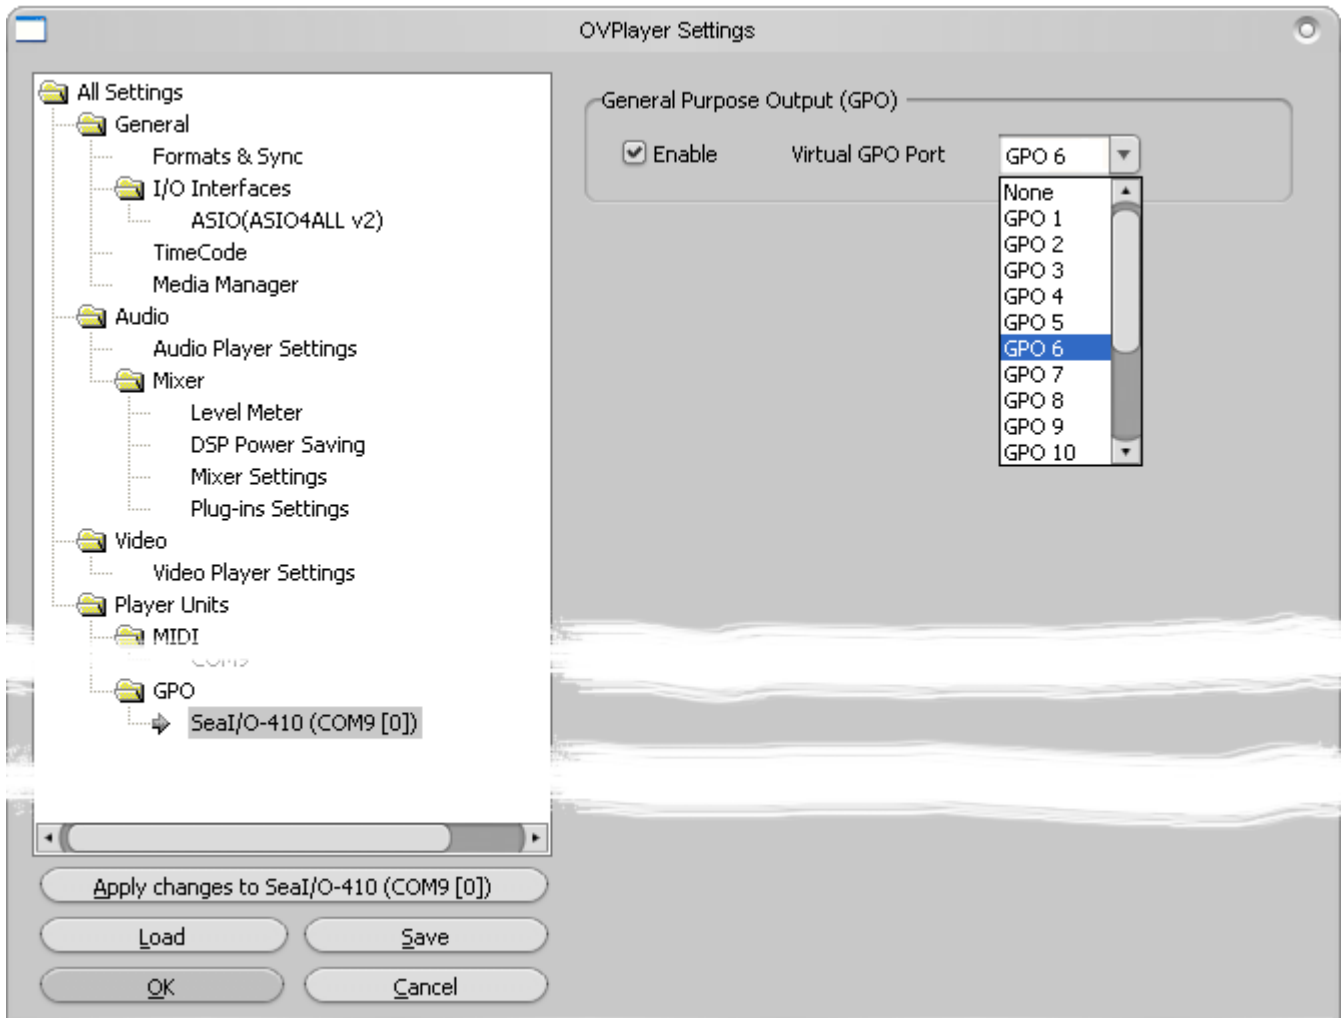 OVPlayer Settings
All Settings
General
Formats & Sync
I/O Interfaces
ASIO(ASIO4ALL v2)
TimeCode
Media Manager
Audio
Audio Player Settings
Mixer
Level Meter
DSP Power Saving
Mixer Settings
Plug-ins Settings
Video
Video Player Settings
Player Units
MIDI
COM9
GPO
SeaI/O-410 (COM9 [0])
Apply changes to SeaI/O-410 (COM9 [0])
Load
Save
OK
Cancel
General Purpose Output (GPO)
Enable
Virtual GPO Port
GPO 6
None
GPO 1
GPO 2
GPO 3
GPO 4
GPO 5
GPO 6
GPO 7
GPO 8
GPO 9
GPO 10